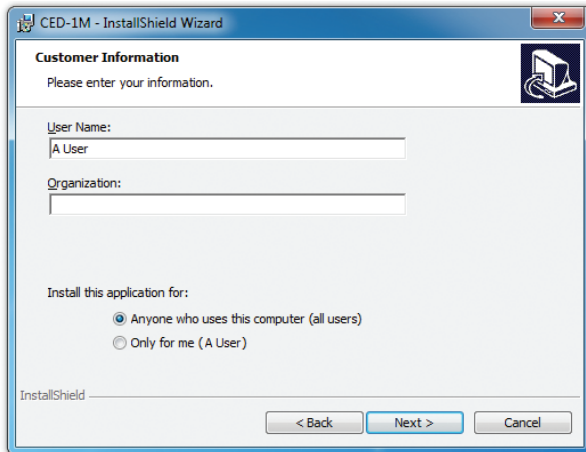 CED-1M - InstallShield Wizard
Customer Information
Please enter your information.
User Name:
A User
Organization:
Install this application for:
Anyone who uses this computer (all users)
Only for me (A User)
InstallShield
< Back Next > Cancel